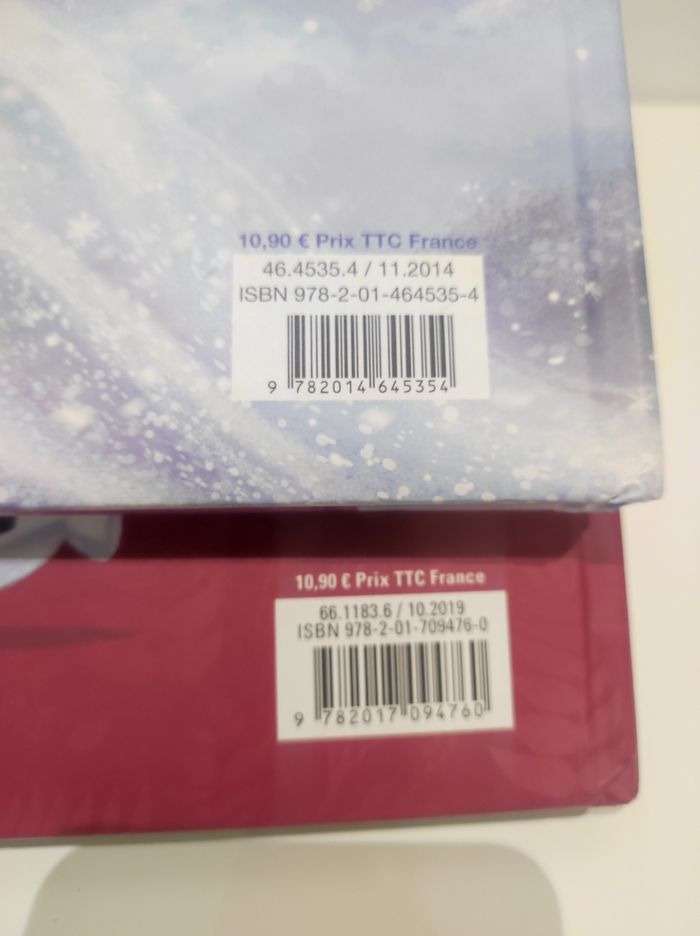 10,90 € Prix TTC France
46.4535.4 / 11.2014
ISBN 978-2-01-464535-4
9 782014 645354
10,90 € Prix TTC France
66.1183.6 / 10.2019
ISBN 978-2-01-709476-0
9 782017 094760